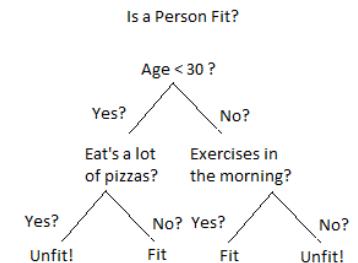 Is a Person Fit?
Age < 30 ?
Yes?
No?
Eat's a lot
of pizzas?
Exercises in
the morning?
Yes?
No?
Yes?
No?
Unfit!
Fit
Fit
Unfit!